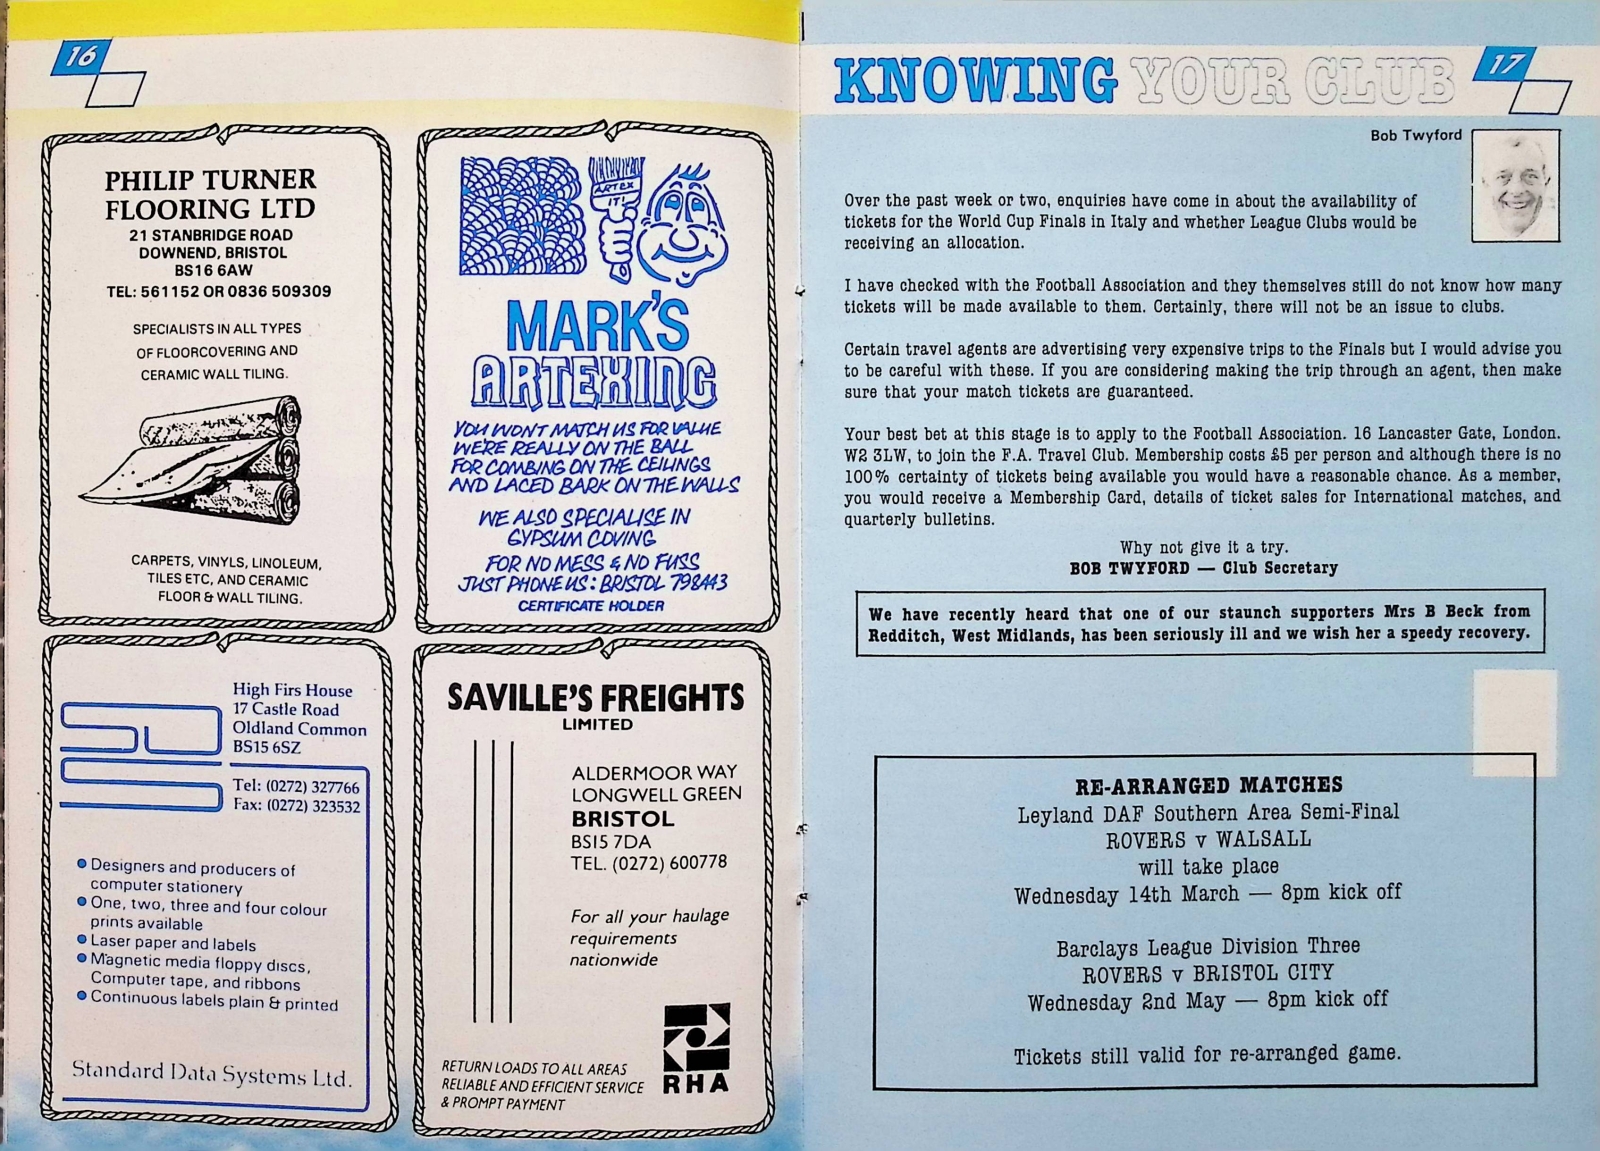 16
PHILIP TURNER
FLOORING LTD
21 STANBRIDGE ROAD
DOWNEND, BRISTOL
BS16 6AW
TEL: 561152 OR 0836 509309
SPECIALISTS IN ALL TYPES
OF FLOORCOVERING AND
CERAMIC WALL TILING.
CARPETS, VINYLS, LINOLEUM,
TILES ETC, AND CERAMIC
FLOOR & WALL TILING.
ARTEX
IT!
MARK'S
ARTEXING
YOU WON'T MATCH US FOR VALUE
WE'RE REALLY ON THE BALL
FOR COMBING ON THE CEILINGS
AND LACED BARK ON THE WALLS
WE ALSO SPECIALISE IN
GYPSUM COVING
FOR NO MESS & NO FUSS
JUST PHONE US: BRISTOL 798443
CERTIFICATE HOLDER
SDS
High Firs House
17 Castle Road
Oldland Common
BS15 6SZ
Tel: (0272) 327766
Fax: (0272) 323532
● Designers and producers of
computer stationery
● One, two, three and four colour
prints available
● Laser paper and labels
● Magnetic media floppy discs,
Computer tape, and ribbons
● Continuous labels plain & printed
Standard Data Systems Ltd.
SAVILLE'S FREIGHTS
LIMITED
ALDERMOOR WAY
LONGWELL GREEN
BRISTOL
BS15 7DA
TEL. (0272) 600778
For all your haulage
requirements
nationwide
RHA
RETURN LOADS TO ALL AREAS
RELIABLE AND EFFICIENT SERVICE
& PROMPT PAYMENT
KNOWING YOUR CLUB
17
Bob Twyford
Over the past week or two, enquiries have come in about the availability of
tickets for the World Cup Finals in Italy and whether League Clubs would be
receiving an allocation.
I have checked with the Football Association and they themselves still do not know how many
tickets will be made available to them. Certainly, there will not be an issue to clubs.
Certain travel agents are advertising very expensive trips to the Finals but I would advise you
to be careful with these. If you are considering making the trip through an agent, then make
sure that your match tickets are guaranteed.
Your best bet at this stage is to apply to the Football Association. 16 Lancaster Gate, London.
W2 3LW, to join the F.A. Travel Club. Membership costs £5 per person and although there is no
100% certainty of tickets being available you would have a reasonable chance. As a member,
you would receive a Membership Card, details of ticket sales for International matches, and
quarterly bulletins.
Why not give it a try.
BOB TWYFORD — Club Secretary
We have recently heard that one of our staunch supporters Mrs B Beck from
Redditch, West Midlands, has been seriously ill and we wish her a speedy recovery.
RE-ARRANGED MATCHES
Leyland DAF Southern Area Semi-Final
ROVERS v WALSALL
will take place
Wednesday 14th March — 8pm kick off
Barclays League Division Three
ROVERS v BRISTOL CITY
Wednesday 2nd May — 8pm kick off
Tickets still valid for re-arranged game.